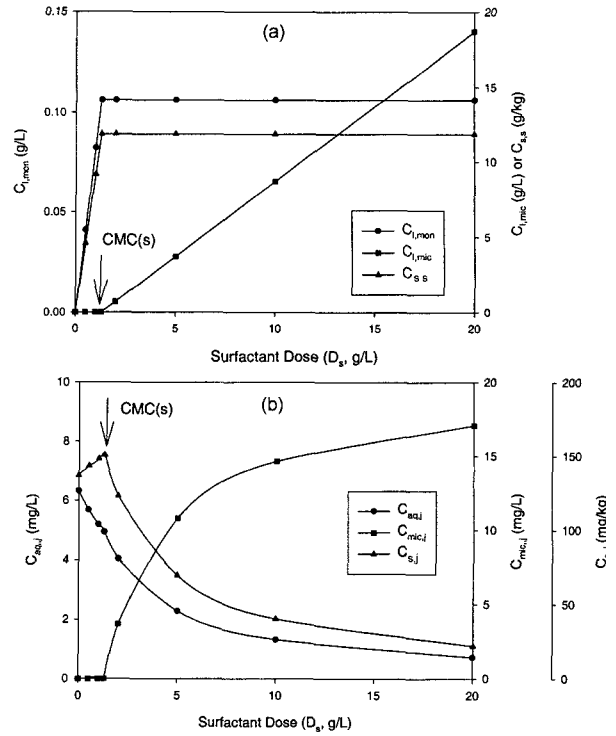 (a)
0.15
0.10
0.05
0.00
C_l,mon (g/L)
20
15
10
5
0
C_l,mic (g/L) or C_s,s (g/kg)
CMC(s)
C_l,mon
C_l,mic
C_s s
0 5 10 15 20
Surfactant Dose (D_s, g/L)
(b)
10
8
6
4
2
0
C_aq,j (mg/L)
20
15
10
5
0
C_mic,j (mg/L)
200
150
100
50
0
(mg/kg)
CMC(s)
C_aq,j
C_mic,j
C_s,j
0 5 10 15 20
Surfactant Dose (D_s, g/L)